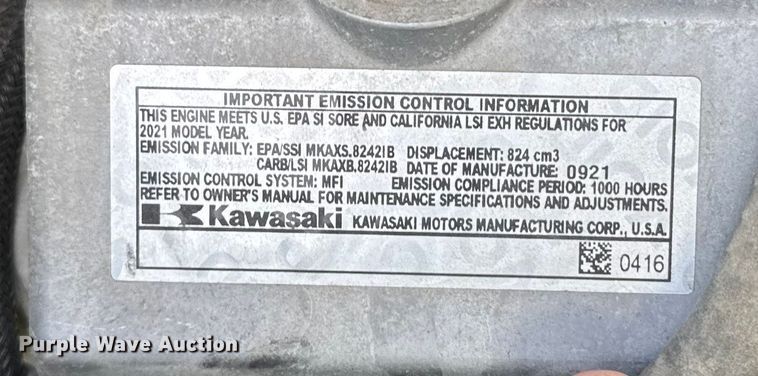 IMPORTANT EMISSION CONTROL INFORMATION
THIS ENGINE MEETS U.S. EPA SI SORE AND CALIFORNIA LSI EXH REGULATIONS FOR
2021 MODEL YEAR.
EMISSION FAMILY: EPA/SSI MKAXS.8242IB DISPLACEMENT: 824 cm3
CARB/LSI MKAXB.8242IB DATE OF MANUFACTURE: 0921
EMISSION CONTROL SYSTEM: MFI EMISSION COMPLIANCE PERIOD: 1000 HOURS
REFER TO OWNER'S MANUAL FOR MAINTENANCE SPECIFICATIONS AND ADJUSTMENTS.
Kawasaki KAWASAKI MOTORS MANUFACTURING CORP., U.S.A.
0416
Purple Wave Auction